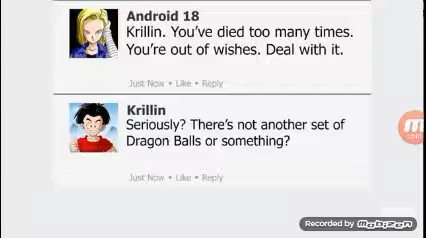 Android 18
Krillin. You've died too many times.
You're out of wishes. Deal with it.
Just Now • Like • Reply
Krillin
Seriously? There's not another set of
Dragon Balls or something?
Just Now • Like • Reply
Recorded by mobizen